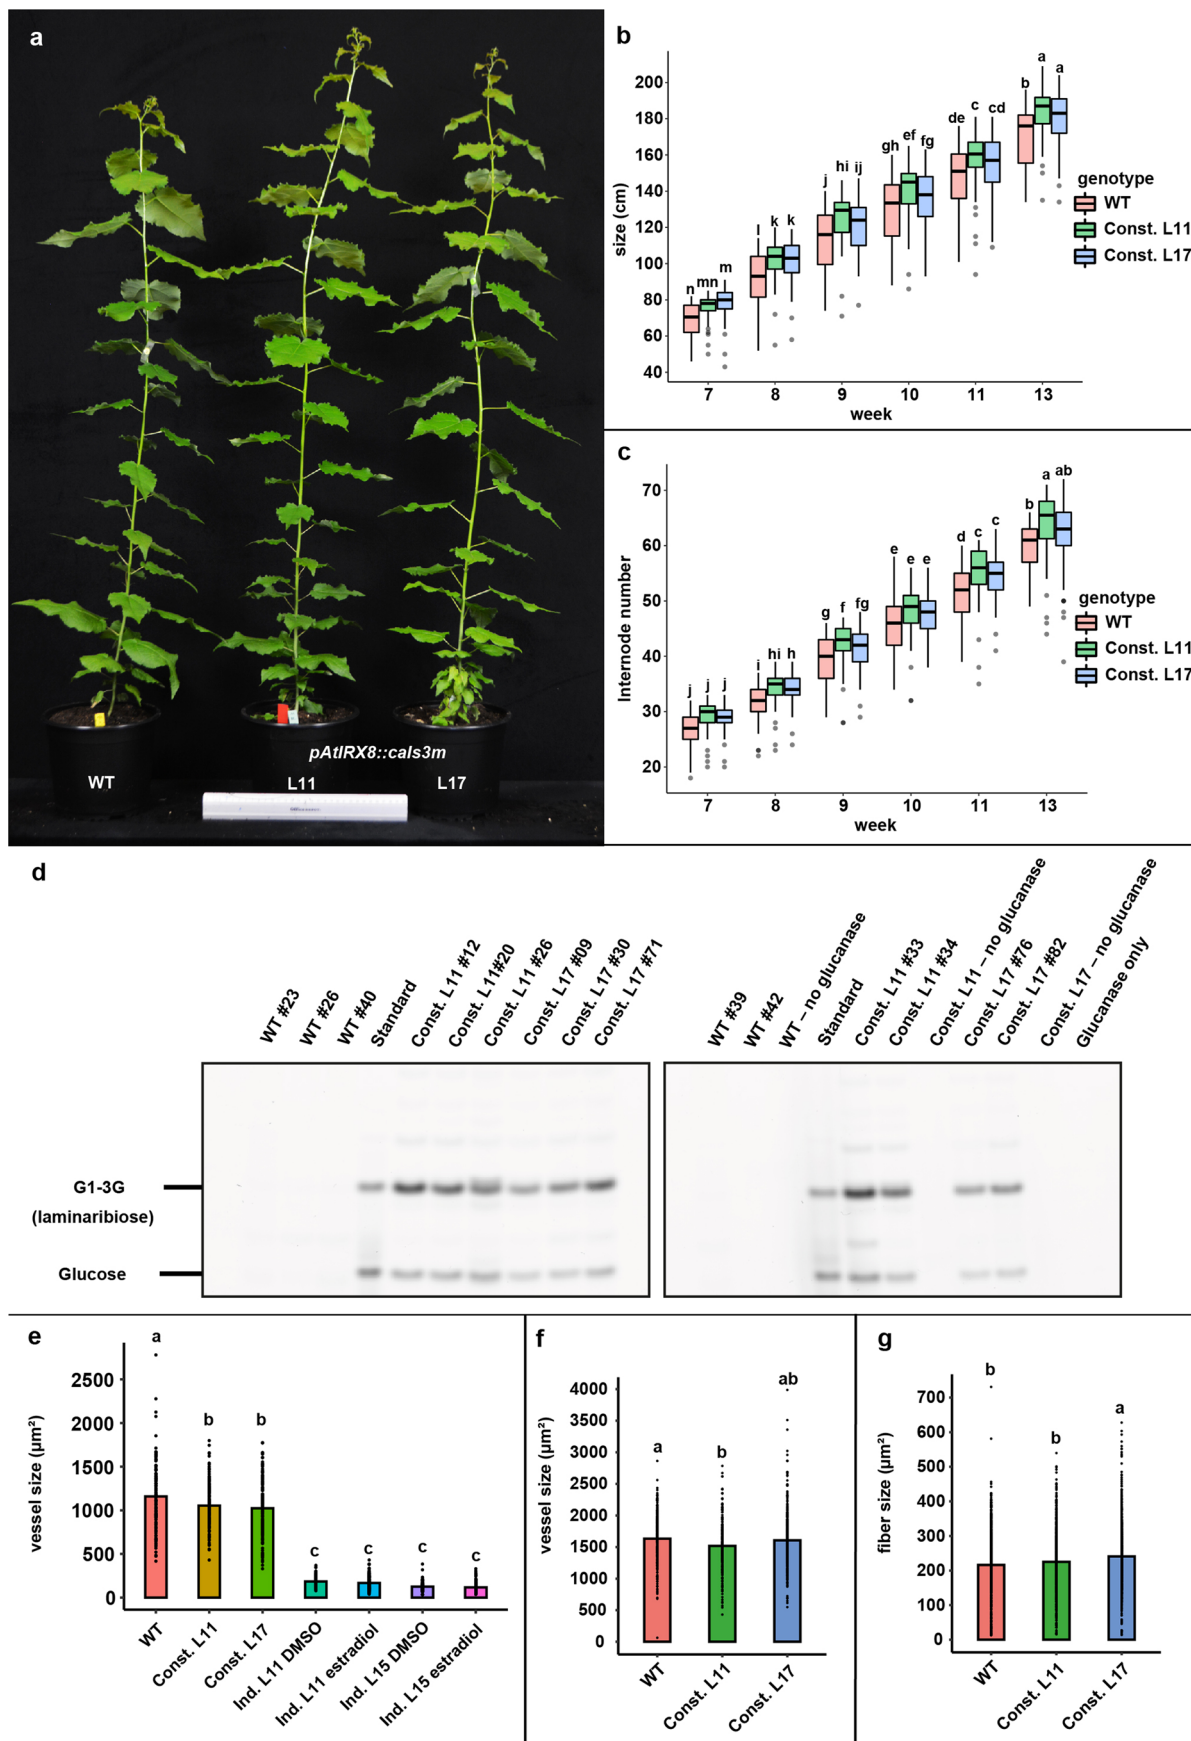 a
pAtIRX8::cals3m
WT
L11
L17
b
size (cm)
200
180
160
140
120
100
80
60
40
n mn m
l k k
j hi ij
gh ef fg
de c cd
b a a
7 8 9 10 11 13
week
genotype
WT
Const. L11
Const. L17
c
Internode number
70
60
50
40
30
20
j j j
i hi h
g f fg
e e e
d c c
b a ab
7 8 9 10 11 13
week
genotype
WT
Const. L11
Const. L17
d
WT #23
WT #26
WT #40
Standard
Const. L11 #12
Const. L11#20
Const. L11 #26
Const. L17 #09
Const. L17 #30
Const. L17 #71
WT #39
WT #42
WT – no glucanase
Standard
Const. L11 #33
Const. L11 #34
Const. L11 – no glucanase
Const. L17 #76
Const. L17 #82
Const. L17 – no glucanase
Glucanase only
G1-3G
(laminaribiose)
Glucose
e
vessel size (µm²)
2500
2000
1500
1000
500
0
a b b c c c c
WT
Const. L11
Const. L17
Ind. L11 DMSO
Ind. L11 estradiol
Ind. L15 DMSO
Ind. L15 estradiol
f
vessel size (µm²)
4000
3500
3000
2500
2000
1500
1000
500
0
a b ab
WT
Const. L11
Const. L17
g
fiber size (µm²)
700
600
500
400
300
200
100
0
b b a
WT
Const. L11
Const. L17